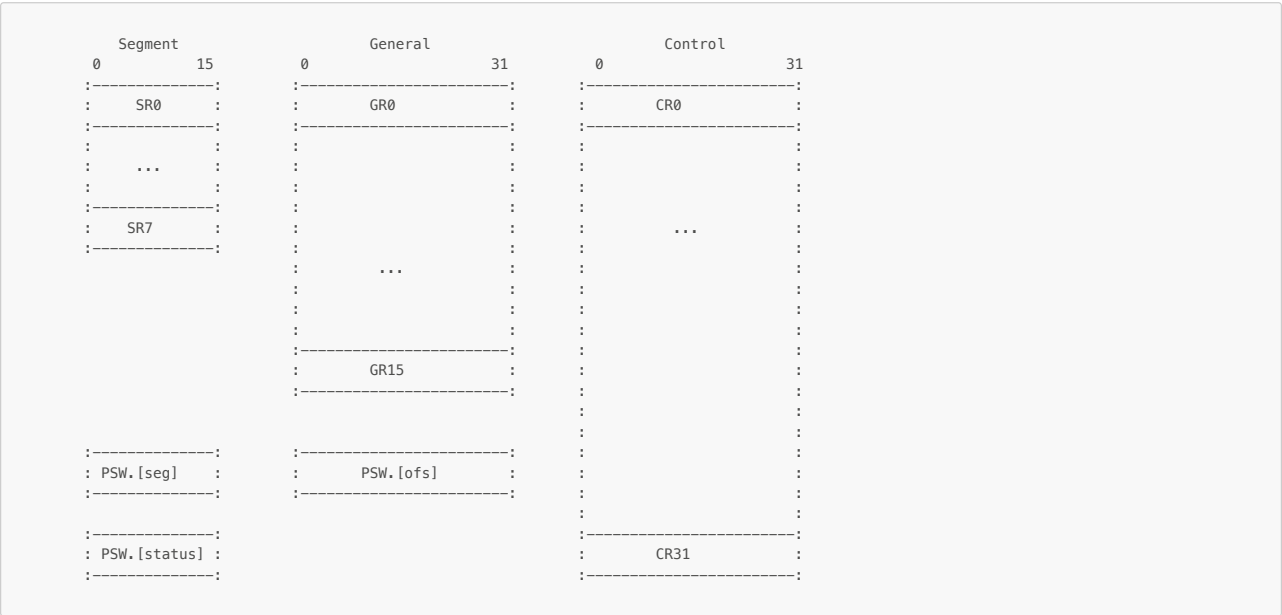 Segment General Control
0 15 0 31 0 31
:--------------: :------------------------: :------------------------:
: SR0 : : GR0 : : CR0 :
:--------------: :------------------------: :------------------------:
: : : : : :
: ... : : : : :
: : : : : :
:--------------: : : : :
: SR7 : : : : ... :
:--------------: : : : :
: ... : : :
: : : :
: : : :
: : : :
:------------------------: : :
: GR15 : : :
:------------------------: : :
: :
: :
:--------------: :------------------------: : :
: PSW.[seg] : : PSW.[ofs] : : :
:--------------: :------------------------: : :
: :
:--------------: :------------------------:
: PSW.[status] : : CR31 :
:--------------: :------------------------: